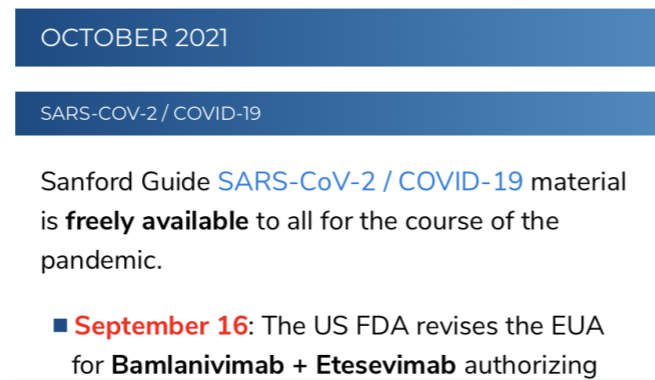 OCTOBER 2021
SARS-COV-2 / COVID-19
Sanford Guide SARS-CoV-2 / COVID-19 material
is freely available to all for the course of the
pandemic.
September 16: The US FDA revises the EUA
for Bamlanivimab + Etesevimab authorizing